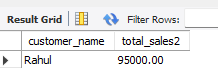 Result Grid Filter Rows:
customer_name total_sales2
Rahul 95000.00